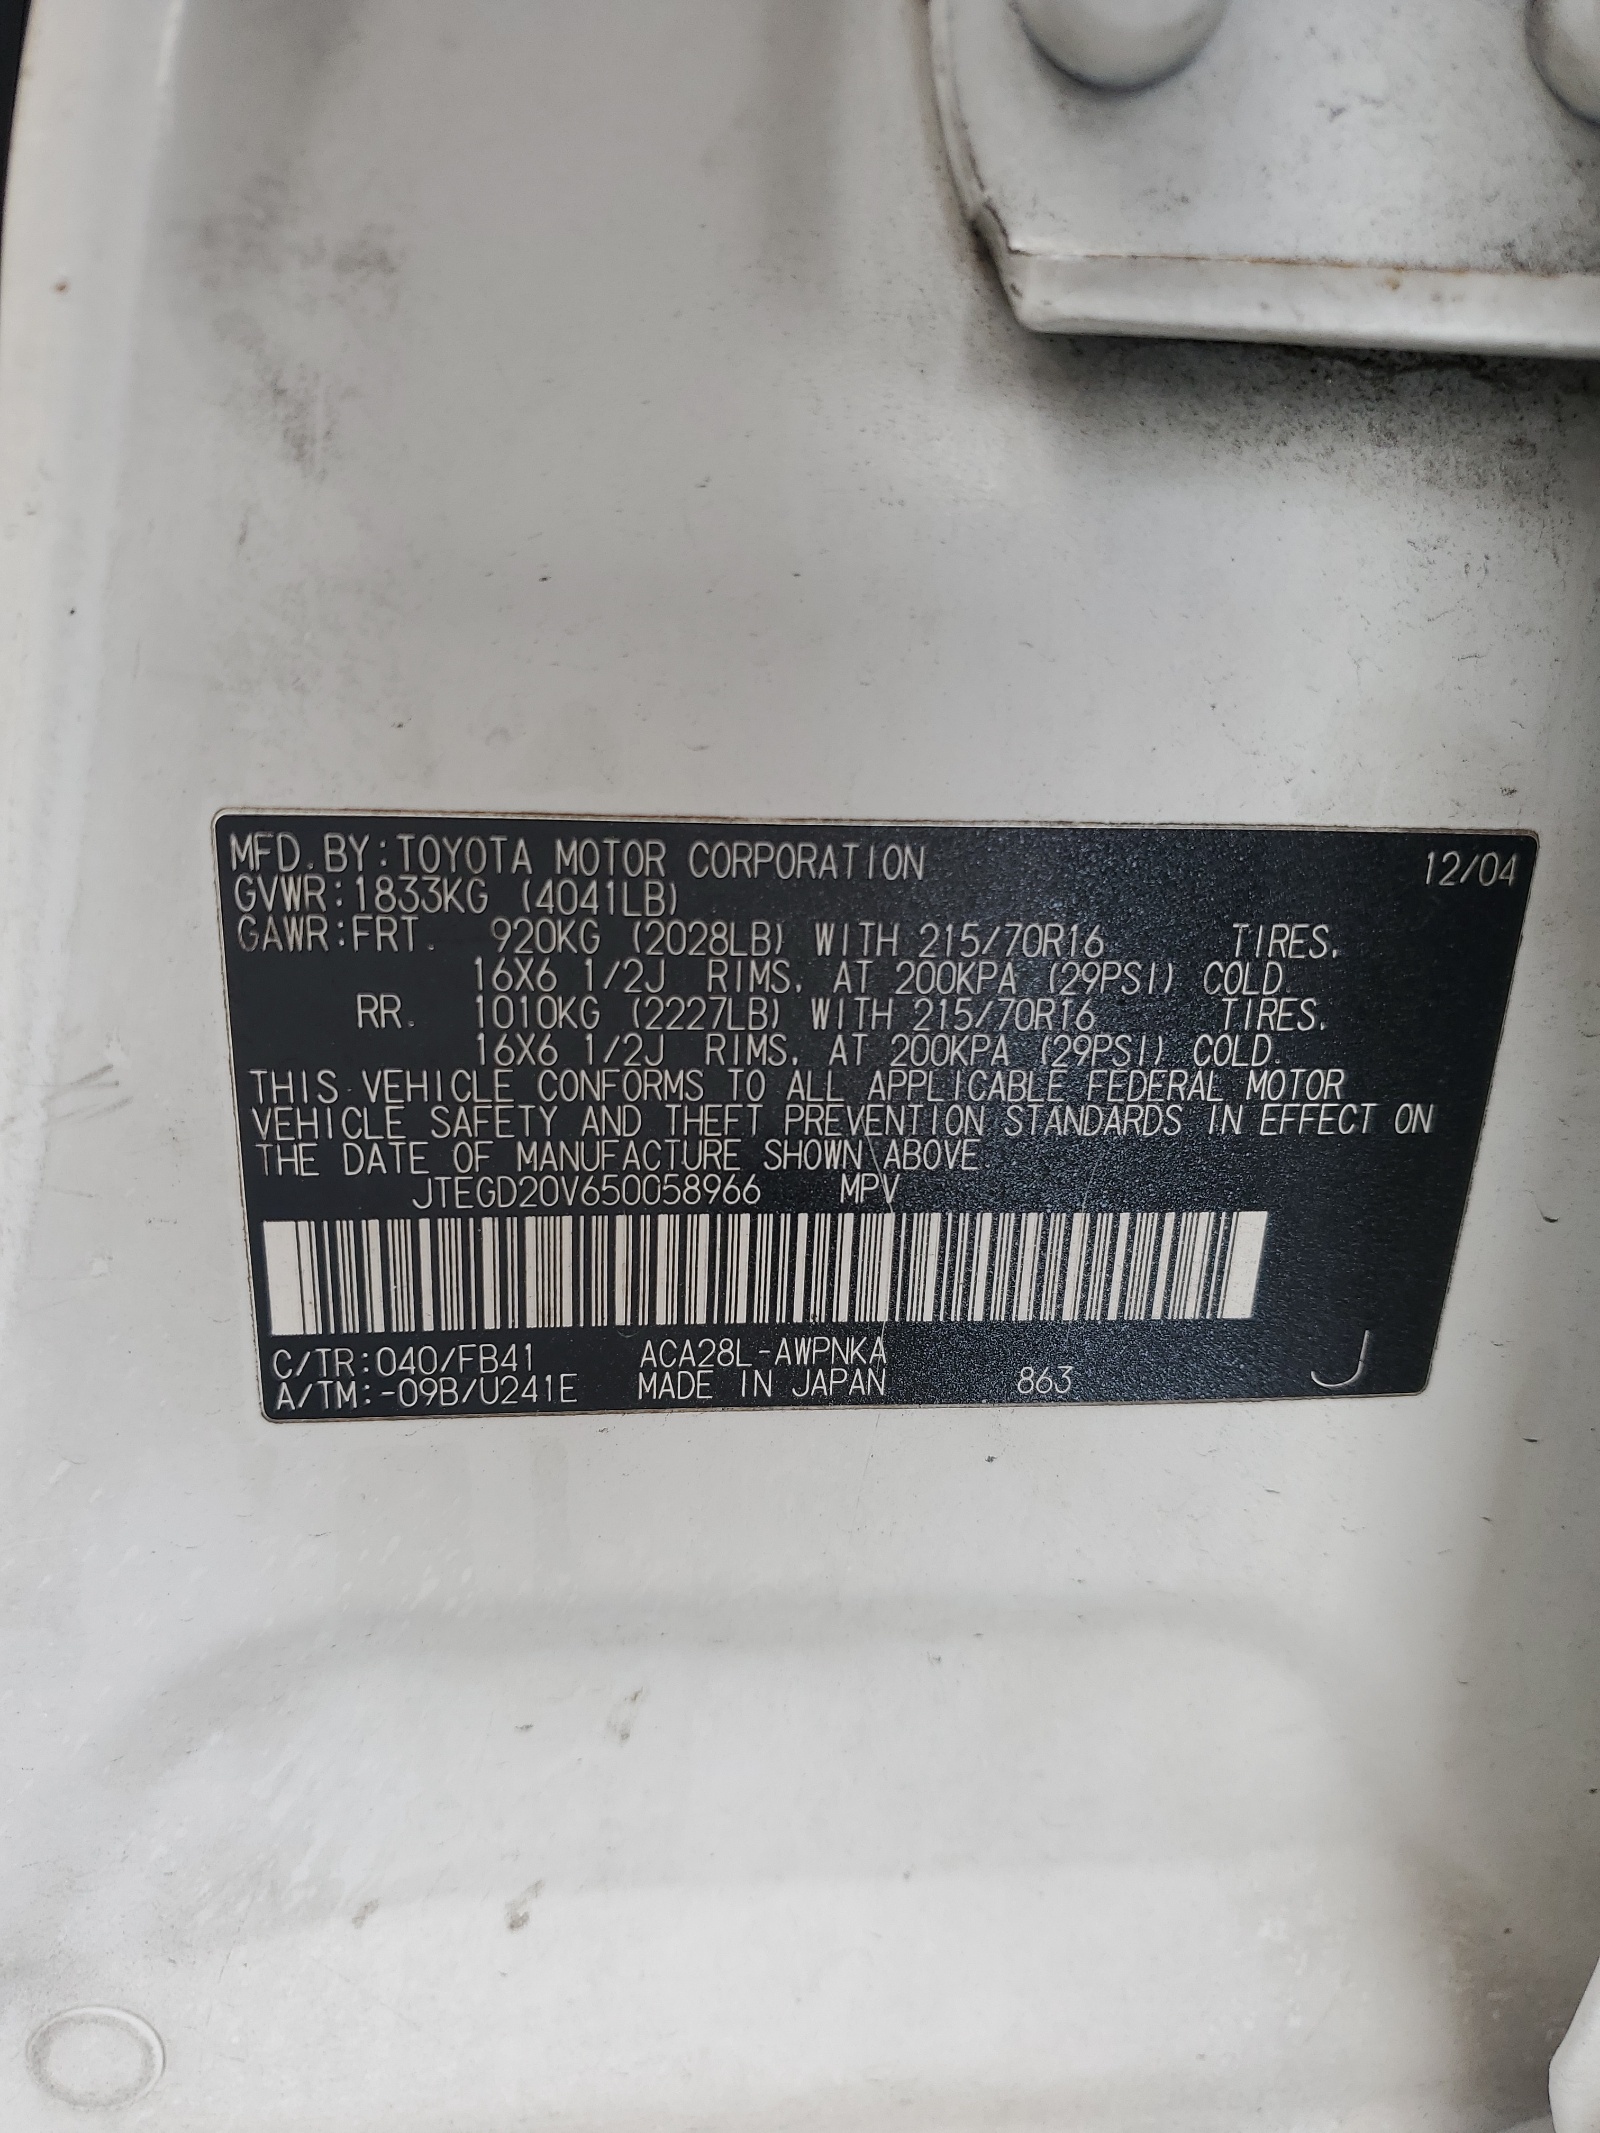 MFD.BY:TOYOTA MOTOR CORPORATION 12/04
GVWR:1833KG (4041LB)
GAWR:FRT. 920KG (2028LB) WITH 215/70R16 TIRES,
16X6 1/2J RIMS, AT 200KPA (29PSI) COLD.
RR. 1010KG (2227LB) WITH 215/70R16 TIRES,
16X6 1/2J RIMS, AT 200KPA (29PSI) COLD.
THIS VEHICLE CONFORMS TO ALL APPLICABLE FEDERAL MOTOR
VEHICLE SAFETY AND THEFT PREVENTION STANDARDS IN EFFECT ON
THE DATE OF MANUFACTURE SHOWN ABOVE.
JTEGD20V650058966 MPV
C/TR:040/FB41 ACA28L-AWPNKA
A/TM:-09B/U241E MADE IN JAPAN 863 J